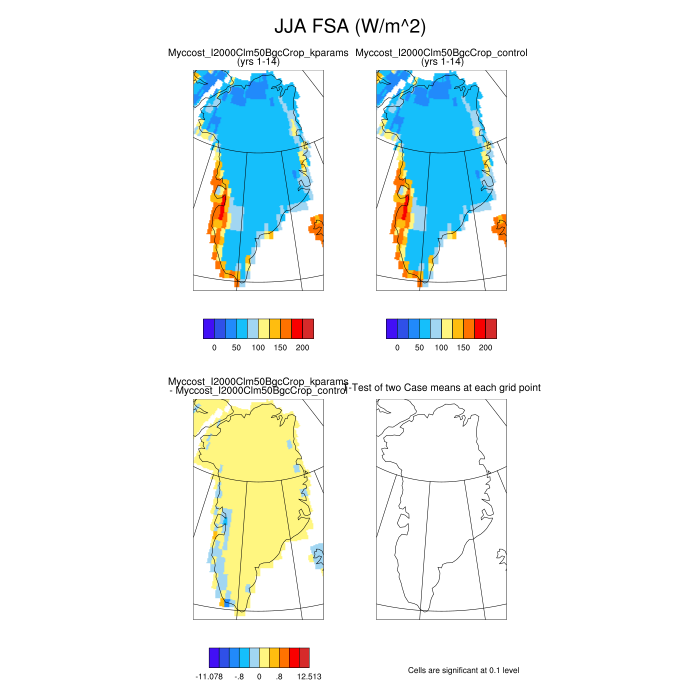 JJA FSA (W/m^2)
Myccost_I2000Clm50BgcCrop_kparams
(yrs 1-14)
Myccost_I2000Clm50BgcCrop_control
(yrs 1-14)
0 50 100 150 200
0 50 100 150 200
Myccost_I2000Clm50BgcCrop_kparams
- Myccost_I2000Clm50BgcCrop_control
-Test of two Case means at each grid point
-11.078 -.8 0 .8 12.513
Cells are significant at 0.1 level